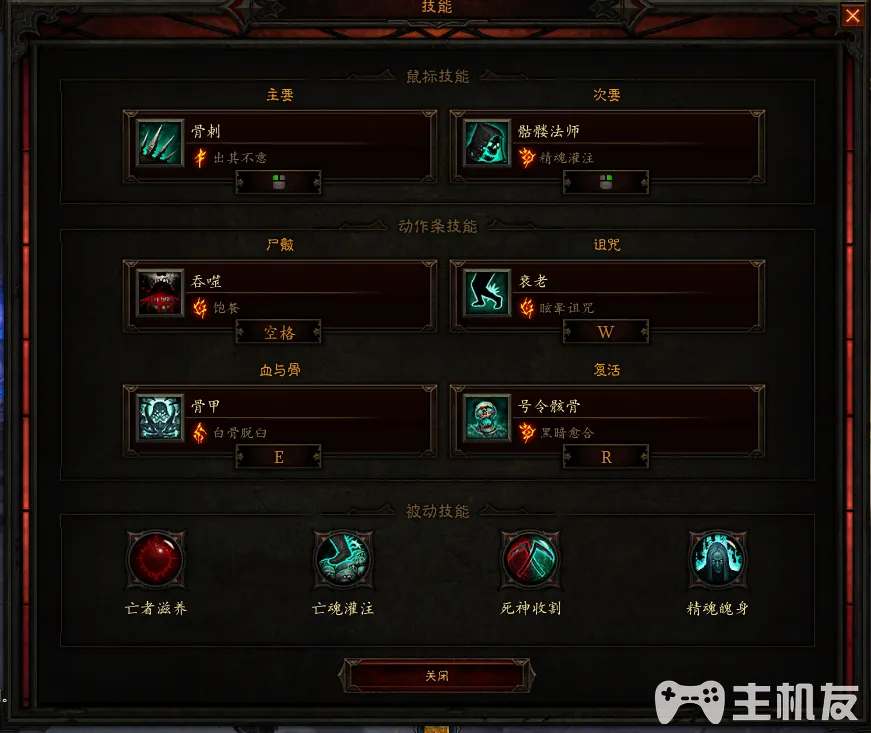 技能
鼠标技能
主要
次要
骨刺
骷髅法师
出其不意
精魂灌注
动作条技能
尸骸
诅咒
吞噬
衰老
饱餐
眩晕诅咒
空格
W
血与骨
复活
骨甲
号令骸骨
白骨脱臼
黑暗愈合
E
R
被动技能
亡者滋养
亡魂灌注
死神收割
精魂魄身
关闭
主机友